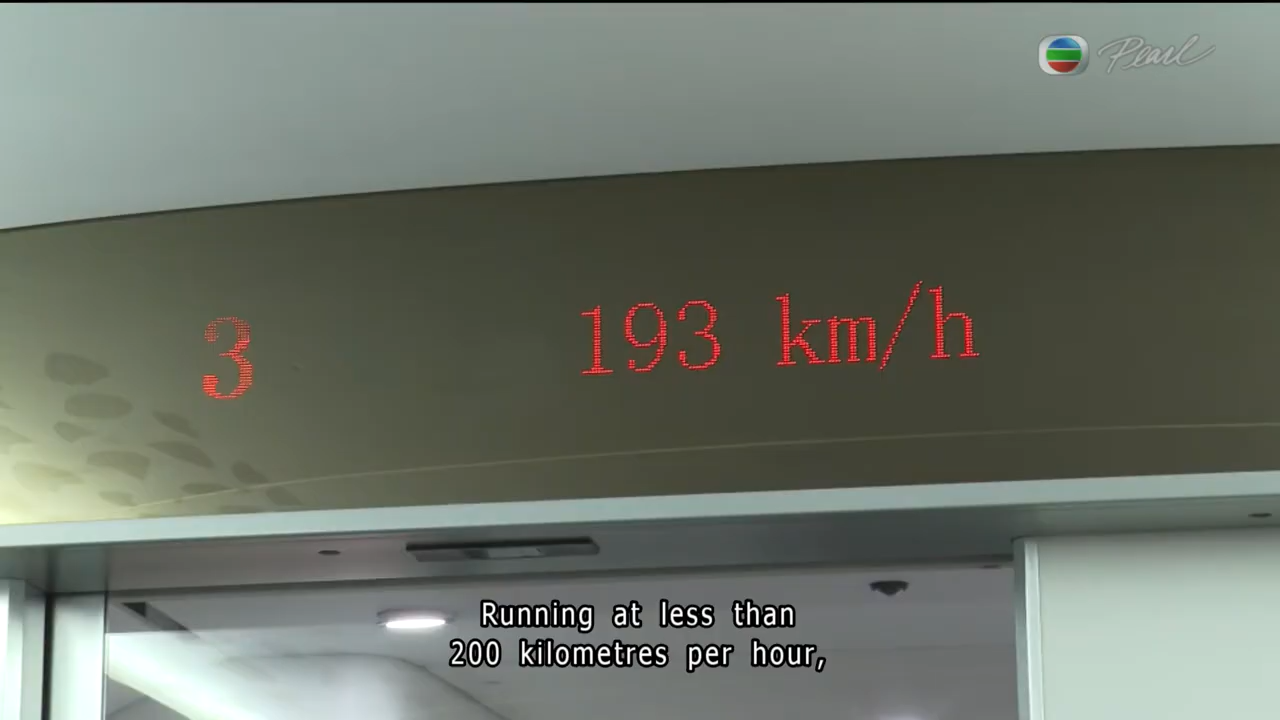 Pearl
3 193 km/h
Running at less than
200 kilometres per hour,